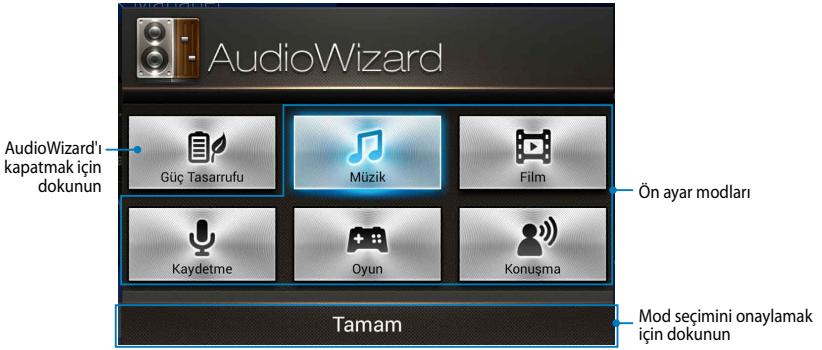 AudioWizard
AudioWizard'ı
kapatmak için
dokunun
Güç Tasarrufu
Müzik
Film
Ön ayar modları
Kaydetme
Oyun
Konuşma
Tamam
Mod seçimini onaylamak
için dokunun